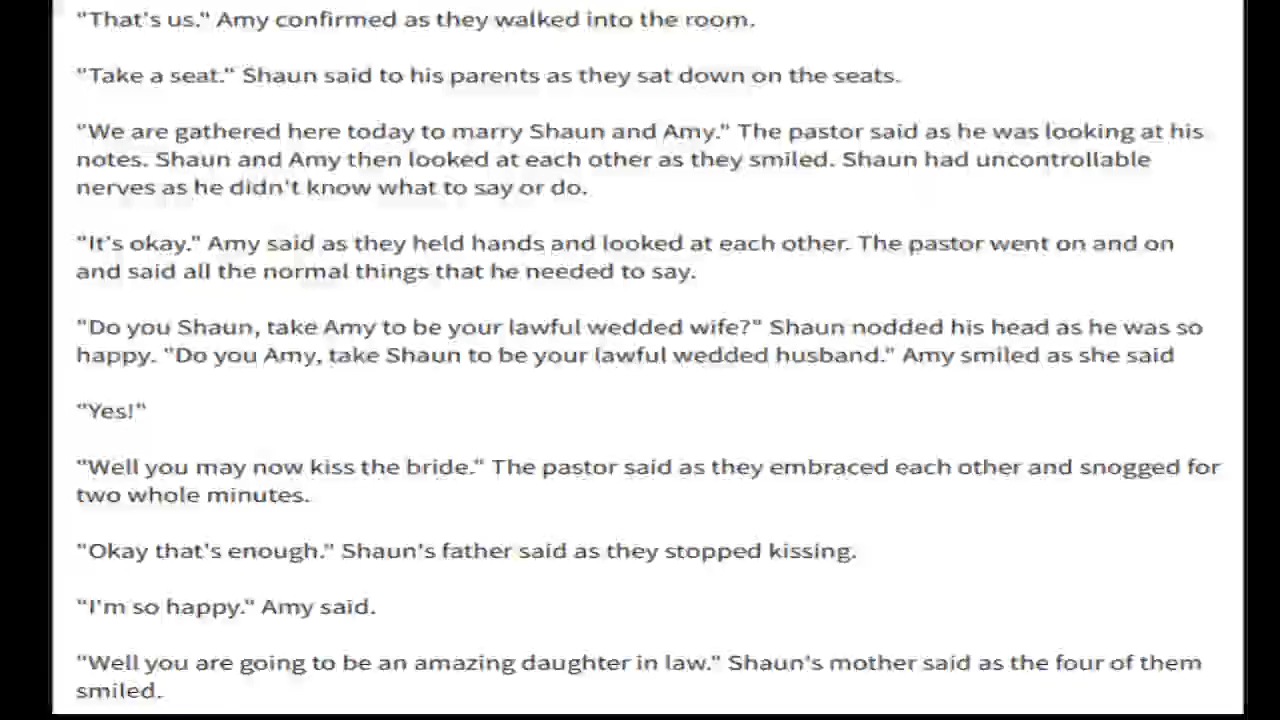 "That's us." Amy confirmed as they walked into the room.
"Take a seat." Shaun said to his parents as they sat down on the seats.
"We are gathered here today to marry Shaun and Amy." The pastor said as he was looking at his
notes. Shaun and Amy then looked at each other as they smiled. Shaun had uncontrollable
nerves as he didn't know what to say or do.
"It's okay." Amy said as they held hands and looked at each other. The pastor went on and on
and said all the normal things that he needed to say.
"Do you Shaun, take Amy to be your lawful wedded wife?" Shaun nodded his head as he was so
happy. "Do you Amy, take Shaun to be your lawful wedded husband." Amy smiled as she said
"Yes!"
"Well you may now kiss the bride." The pastor said as they embraced each other and snogged for
two whole minutes.
"Okay that's enough." Shaun's father said as they stopped kissing.
"I'm so happy." Amy said.
"Well you are going to be an amazing daughter in law." Shaun's mother said as the four of them
smiled.